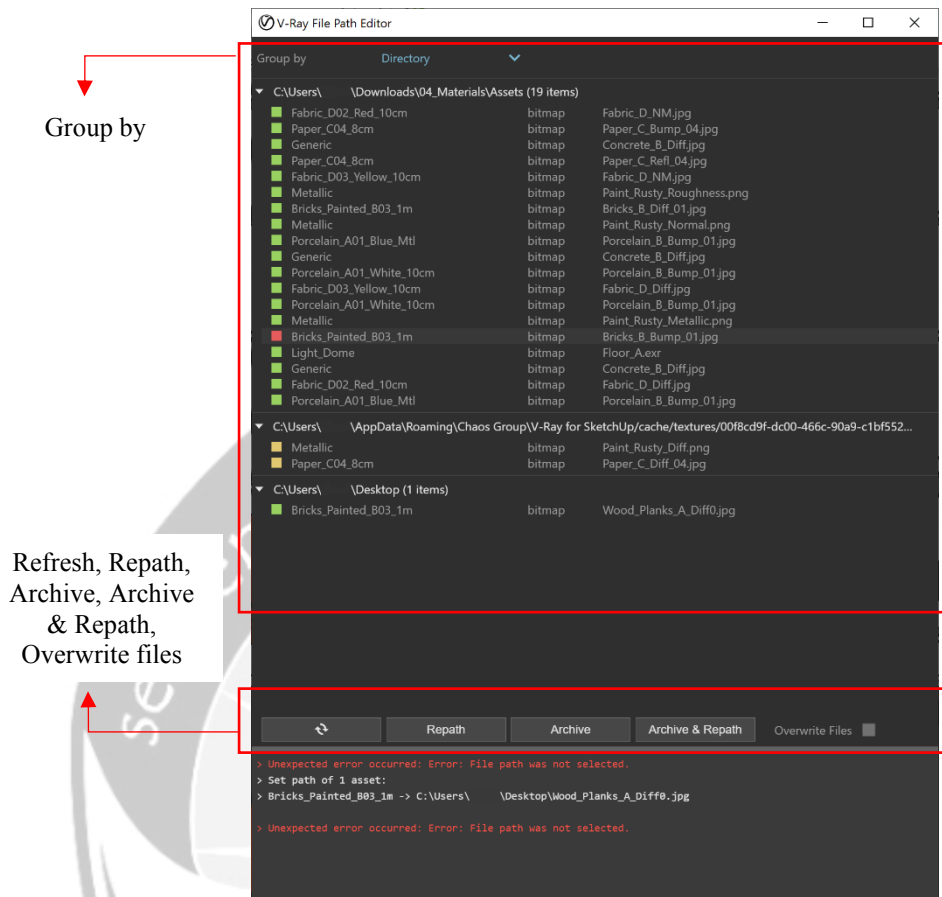 V-Ray File Path Editor
Group by Directory
C:\Users\ \Downloads\04_Materials\Assets (19 items)
Fabric_D02_Red_10cm bitmap Fabric_D_NM.jpg
Paper_C04_8cm bitmap Paper_C_Bump_04.jpg
Generic bitmap Concrete_B_Diff.jpg
Paper_C04_8cm bitmap Paper_C_Refl_04.jpg
Fabric_D03_Yellow_10cm bitmap Fabric_D_NM.jpg
Metallic bitmap Paint_Rusty_Roughness.png
Bricks_Painted_B03_1m bitmap Bricks_B_Diff_01.jpg
Metallic bitmap Paint_Rusty_Normal.png
Porcelain_A01_Blue_Mtl bitmap Porcelain_B_Bump_01.jpg
Generic bitmap Concrete_B_Diff.jpg
Porcelain_A01_White_10cm bitmap Porcelain_B_Bump_01.jpg
Fabric_D03_Yellow_10cm bitmap Fabric_D_Diff.jpg
Porcelain_A01_White_10cm bitmap Porcelain_B_Bump_01.jpg
Metallic bitmap Paint_Rusty_Metallic.png
Bricks_Painted_B03_1m bitmap Bricks_B_Bump_01.jpg
Light_Dome bitmap Floor_A.exr
Generic bitmap Concrete_B_Diff.jpg
Fabric_D02_Red_10cm bitmap Fabric_D_Diff.jpg
Porcelain_A01_Blue_Mtl bitmap Porcelain_B_Bump_01.jpg
C:\Users\ \AppData\Roaming\Chaos Group\V-Ray for SketchUp/cache/textures/00f8cd9f-dc00-466c-90a9-c1bf552...
Metallic bitmap Paint_Rusty_Diff.png
Paper_C04_8cm bitmap Paper_C_Diff_04.jpg
C:\Users\ \Desktop (1 items)
Bricks_Painted_B03_1m bitmap Wood_Planks_A_Diff0.jpg
Repath Archive Archive & Repath Overwrite Files
> Unexpected error occurred: Error: File path was not selected.
> Set path of 1 asset:
> Bricks_Painted_B03_1m -> C:\Users\ \Desktop\Wood_Planks_A_Diff0.jpg
> Unexpected error occurred: Error: File path was not selected.
Group by
Refresh, Repath,
Archive, Archive
& Repath,
Overwrite files